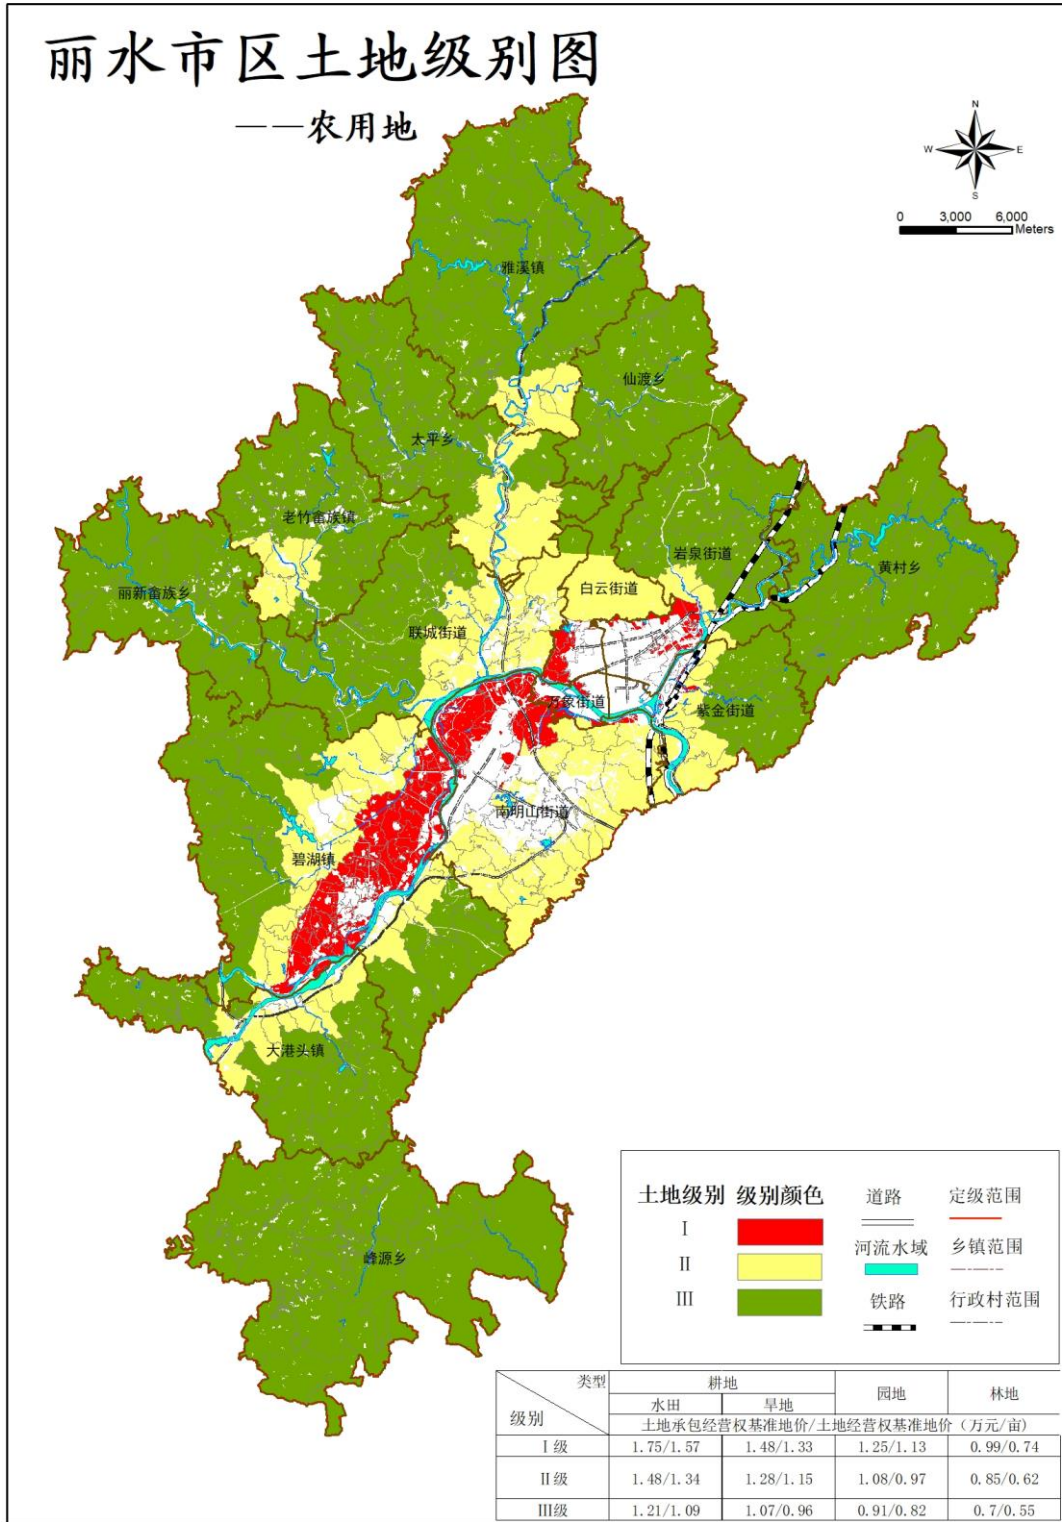 丽水市区土地级别图
——农用地
N
W E
S
0 3,000 6,000
Meters
雅溪镇
仙渡乡
太平乡
老竹畲族镇
岩泉街道
黄村乡
白云街道
丽新畲族乡
联城街道
万象街道
紫金街道
南明山街道
碧湖镇
大港头镇
峰源乡
土地级别 级别颜色 道路 定级范围
I
河流水域 乡镇范围
II
III 铁路 行政村范围
类型 耕地 园地 林地
水田 旱地
级别 土地承包经营权基准地价/土地经营权基准地价（万元/亩）
I级 1.75/1.57 1.48/1.33 1.25/1.13 0.99/0.74
II级 1.48/1.34 1.28/1.15 1.08/0.97 0.85/0.62
III级 1.21/1.09 1.07/0.96 0.91/0.82 0.7/0.55